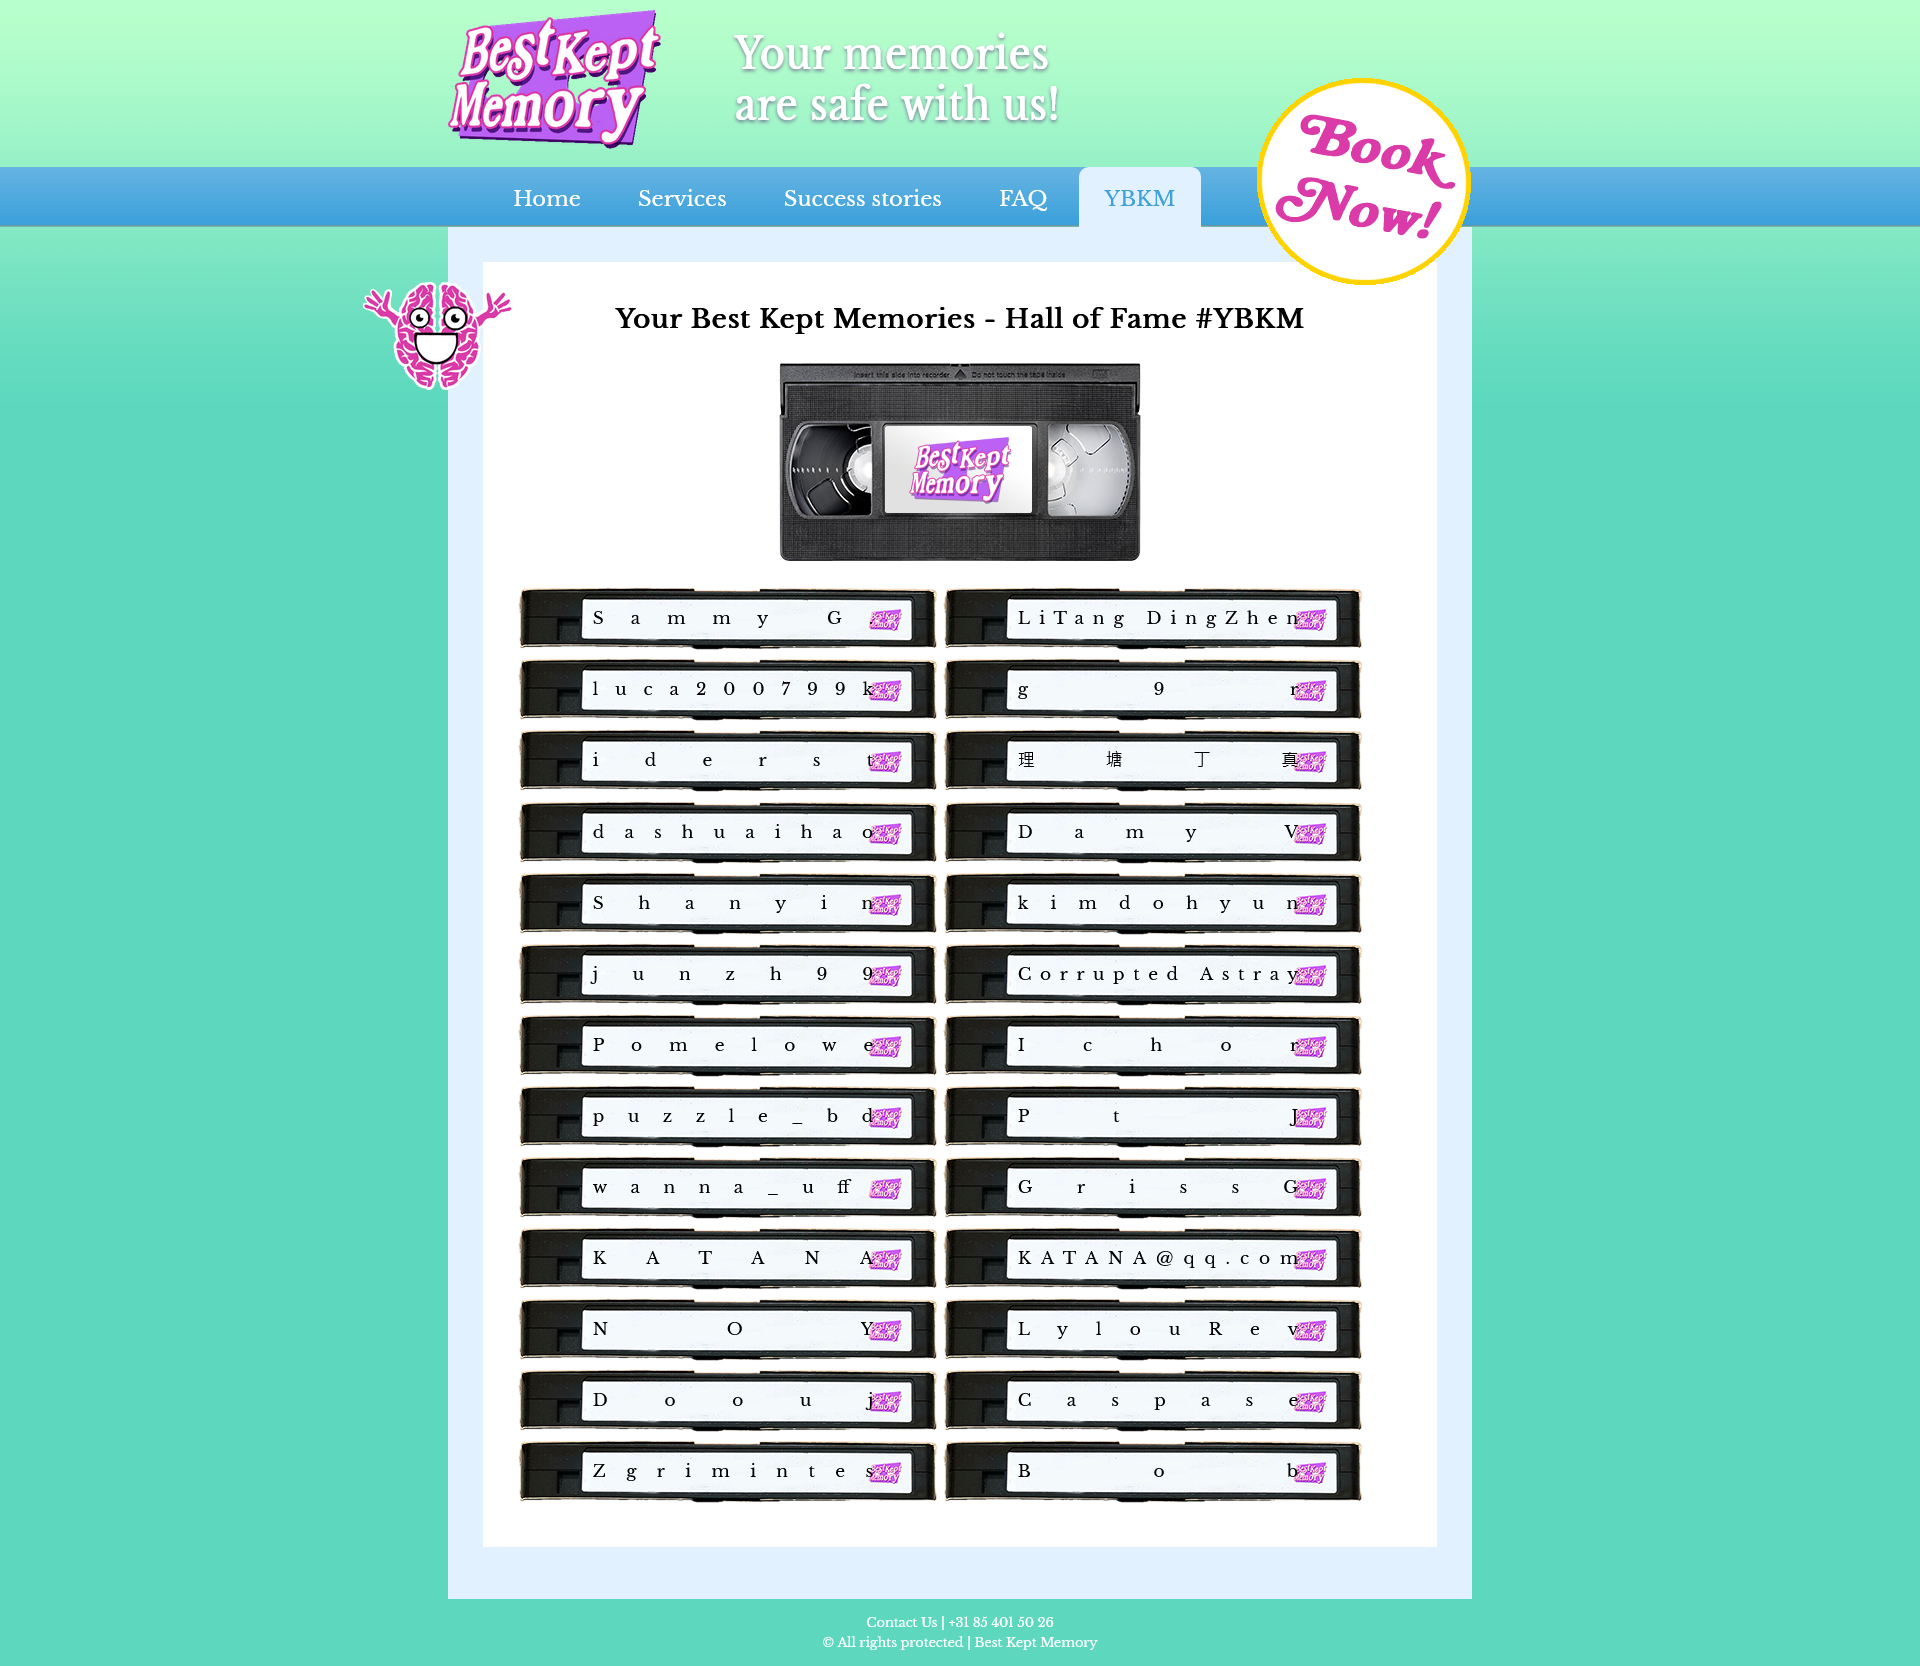 Best Kept Memory
Your memories
are safe with us!
Book Now!
Home Services Success stories FAQ YBKM
Your Best Kept Memories - Hall of Fame #YBKM
Insert this side into recorder Do not touch the tape inside
Best Kept Memory
Sammy G.
LiTang DingZhen
luca200799k
g9r
iderst
理塘丁真
dashuaihao
Damy V
Shanyin
kimdohyun
junzh99
Corrupted Astray
Pomelowe
Ichor
puzzle_bd
Pt J
wanna_uff
GrissG
KATANA
KATANA@qq.com
NOY
LylouRev
Doouj
Caspase
Zgrimintes
Bob
Contact Us | +31 85 401 50 26
© All rights protected | Best Kept Memory